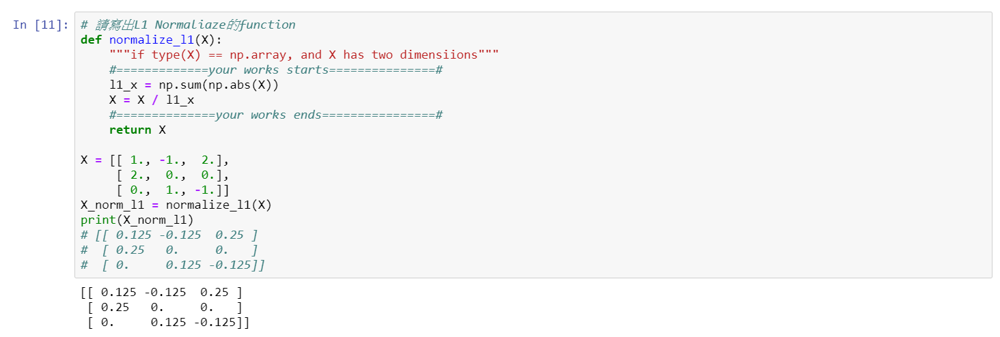 In [11]: # 請寫出L1 Normaliaze的function
def normalize_l1(X):
    """if type(X) == np.array, and X has two dimensiions"""
    #=============your works starts===============#
    l1_x = np.sum(np.abs(X))
    X = X / l1_x
    #==============your works ends================#
    return X
X = [[ 1., -1.,  2.],
     [ 2.,  0.,  0.],
     [ 0.,  1., -1.]]
X_norm_l1 = normalize_l1(X)
print(X_norm_l1)
# [[ 0.125 -0.125  0.25 ]
#  [ 0.25   0.     0.   ]
#  [ 0.     0.125 -0.125]]
[[ 0.125 -0.125  0.25 ]
 [ 0.25   0.     0.   ]
 [ 0.     0.125 -0.125]]